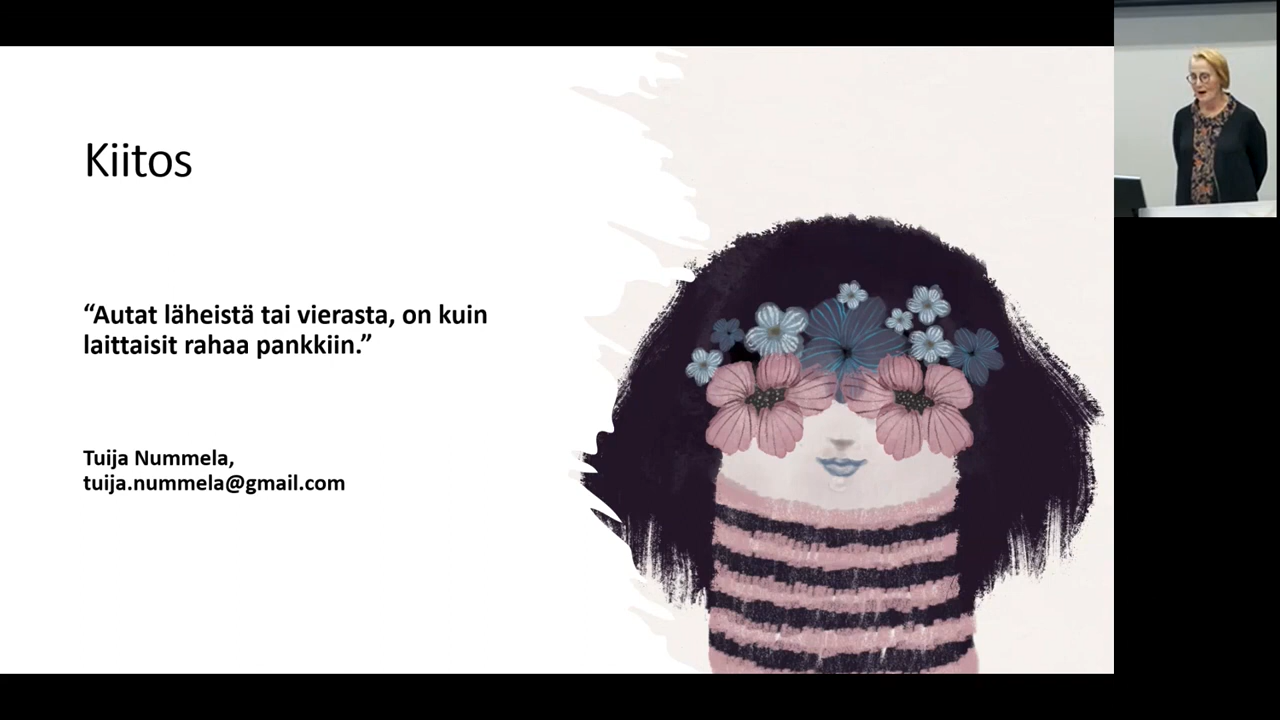 Kiitos
“Autat läheistä tai vierasta, on kuin
laittaisit rahaa pankkiin.”
Tuija Nummela,
tuija.nummela@gmail.com